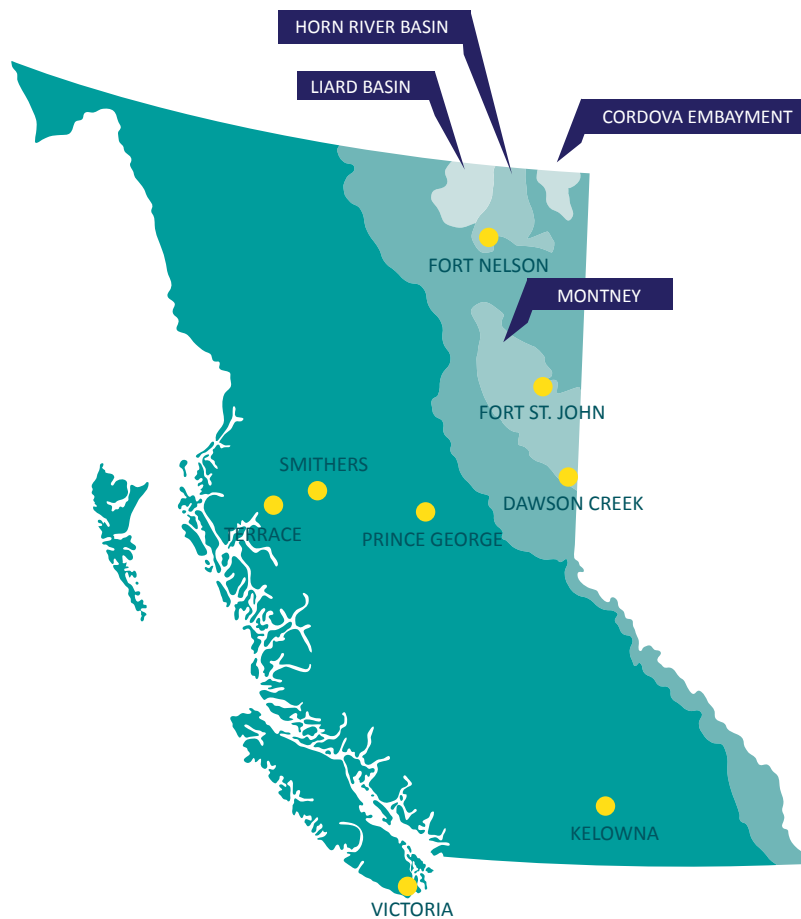 HORN RIVER BASIN
LIARD BASIN
CORDOVA EMBAYMENT
FORT NELSON
MONTNEY
FORT ST. JOHN
SMITHERS
DAWSON CREEK
TERRACE
PRINCE GEORGE
KELOWNA
VICTORIA